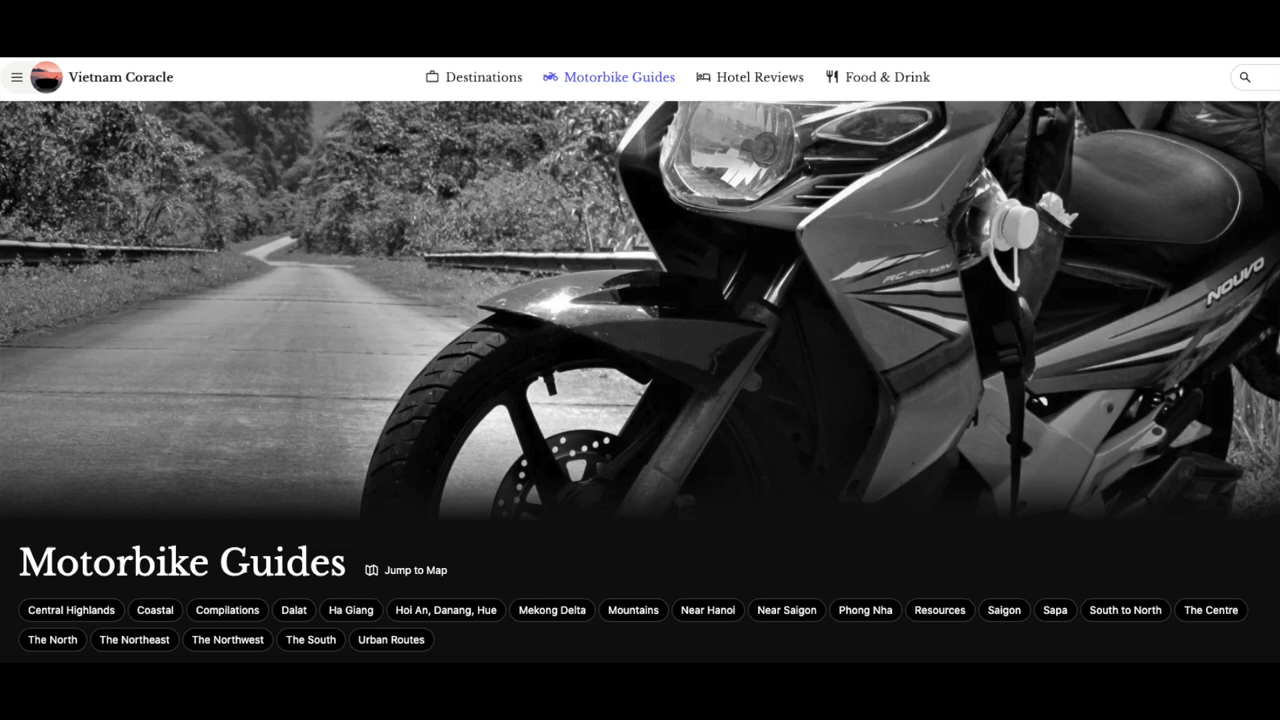 Vietnam Coracle
Destinations
Motorbike Guides
Hotel Reviews
Food & Drink
NOUVO
Motorbike Guides
Jump to Map
Central Highlands
Coastal
Compilations
Dalat
Ha Giang
Hoi An, Danang, Hue
Mekong Delta
Mountains
Near Hanoi
Near Saigon
Phong Nha
Resources
Saigon
Sapa
South to North
The Centre
The North
The Northeast
The Northwest
The South
Urban Routes